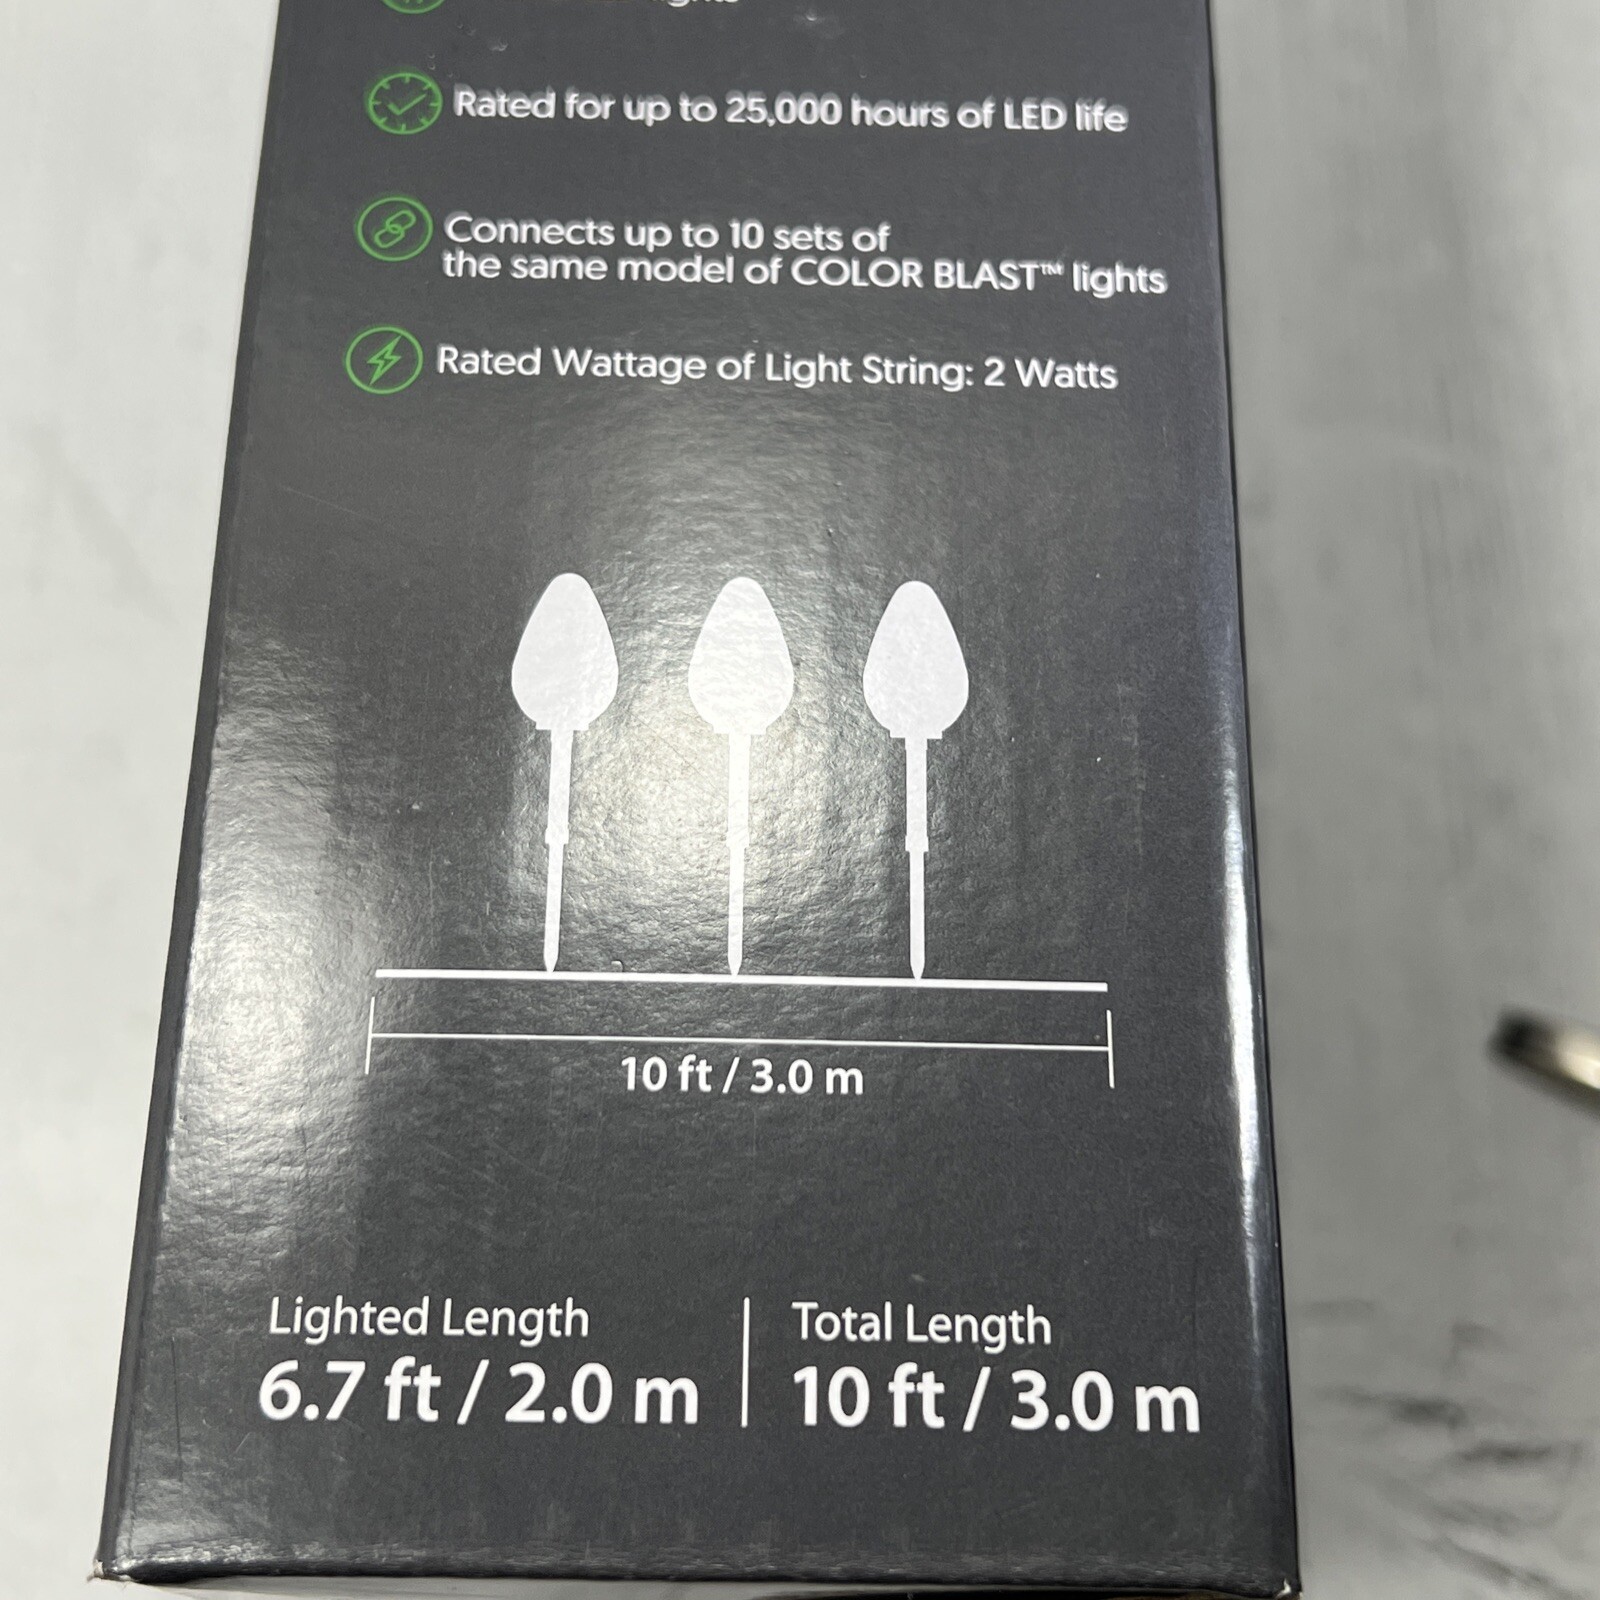 Rated for up to 25,000 hours of LED life
Connects up to 10 sets of
the same model of COLOR BLAST™ lights
Rated Wattage of Light String: 2 Watts
10 ft / 3.0 m
Lighted Length
6.7 ft / 2.0 m
Total Length
10 ft / 3.0 m